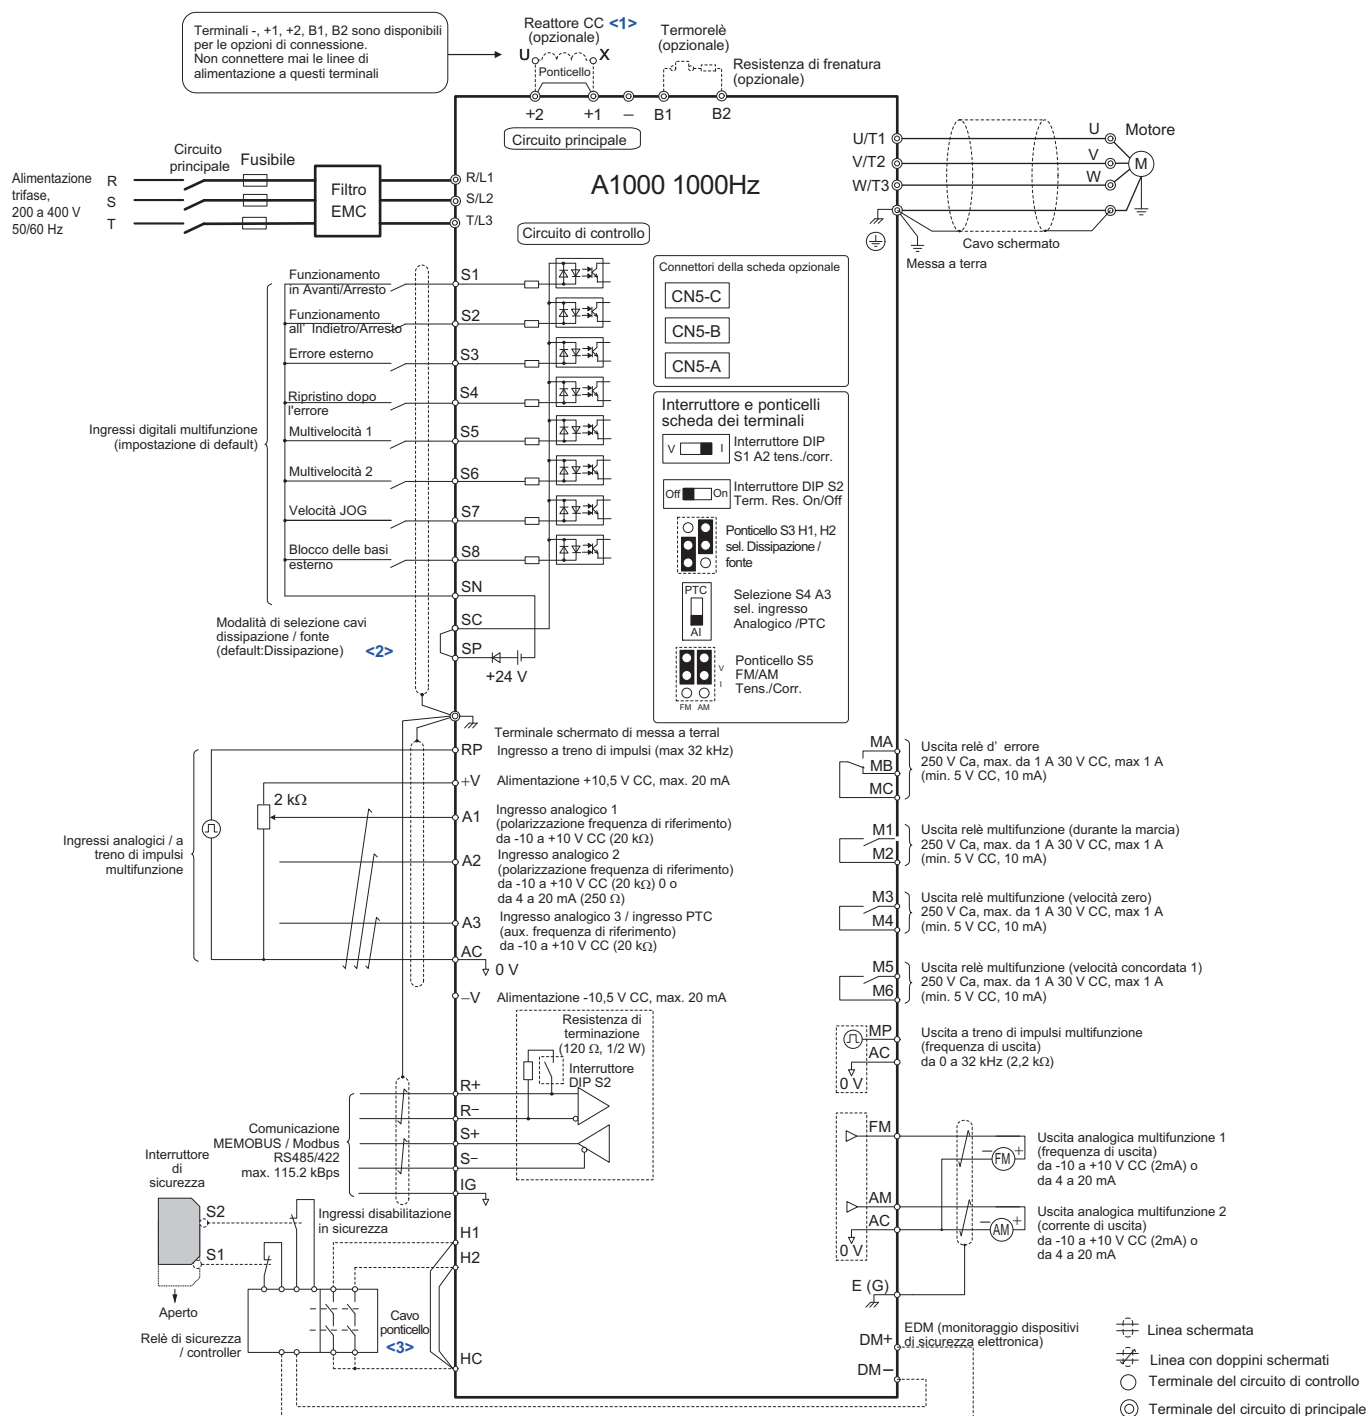 Terminali -, +1, +2, B1, B2 sono disponibili
per le opzioni di connessione.
Non connettere mai le linee di
alimentazione a questi terminali
Reattore CC <1>
(opzionale)
U X
Ponticello
Termorelè
(opzionale)
Resistenza di frenatura
(opzionale)
+2 +1 – B1 B2
Circuito principale
A1000 1000Hz
Alimentazione
trifase,
200 a 400 V
50/60 Hz
R
S
T
Circuito
principale
Fusibile
Filtro
EMC
R/L1
S/L2
T/L3
U/T1
V/T2
W/T3
U
V
W
Motore
M
Cavo schermato
Messa a terra
Circuito di controllo
Ingressi digitali multifunzione
(impostazione di default)
Funzionamento
in Avanti/Arresto
S1
Funzionamento
all' Indietro/Arresto
S2
Errore esterno
S3
Ripristino dopo
l'errore
S4
Multivelocità 1
S5
Multivelocità 2
S6
Velocità JOG
S7
Blocco delle basi
esterno
S8
SN
SC
SP
+24 V
Modalità di selezione cavi
dissipazione / fonte
(default:Dissipazione) <2>
Connettori della scheda opzionale
CN5-C
CN5-B
CN5-A
Interruttore e ponticelli
scheda dei terminali
V I
Interruttore DIP
S1 A2 tens./corr.
Off On
Interruttore DIP S2
Term. Res. On/Off
Ponticello S3 H1, H2
sel. Dissipazione /
fonte
PTC
AI
Selezione S4 A3
sel. ingresso
Analogico /PTC
V
I
FM AM
Ponticello S5
FM/AM
Tens./Corr.
Terminale schermato di messa a terral
Ingressi analogici / a
treno di impulsi
multifunzione
2 kΩ
RP
Ingresso a treno di impulsi (max 32 kHz)
+V
Alimentazione +10,5 V CC, max. 20 mA
A1
Ingresso analogico 1
(polarizzazione frequenza di riferimento)
da -10 a +10 V CC (20 kΩ)
A2
Ingresso analogico 2
(polarizzazione frequenza di riferimento)
da -10 a +10 V CC (20 kΩ) 0 o
da 4 a 20 mA (250 Ω)
A3
Ingresso analogico 3 / ingresso PTC
(aux. frequenza di riferimento)
da -10 a +10 V CC (20 kΩ)
AC
0 V
–V
Alimentazione -10,5 V CC, max. 20 mA
MA
MB
MC
Uscita relè d' errore
250 V Ca, max. da 1 A 30 V CC, max 1 A
(min. 5 V CC, 10 mA)
M1
M2
Uscita relè multifunzione (durante la marcia)
250 V Ca, max. da 1 A 30 V CC, max 1 A
(min. 5 V CC, 10 mA)
M3
M4
Uscita relè multifunzione (velocità zero)
250 V Ca, max. da 1 A 30 V CC, max 1 A
(min. 5 V CC, 10 mA)
M5
M6
Uscita relè multifunzione (velocità concordata 1)
250 V Ca, max. da 1 A 30 V CC, max 1 A
(min. 5 V CC, 10 mA)
MP
AC
0 V
Uscita a treno di impulsi multifunzione
(frequenza di uscita)
da 0 a 32 kHz (2,2 kΩ)
Resistenza di
terminazione
(120 Ω, 1/2 W)
Interruttore
DIP S2
Comunicazione
MEMOBUS / Modbus
RS485/422
max. 115.2 kBps
R+
R–
S+
S–
IG
FM
– FM +
Uscita analogica multifunzione 1
(frequenza di uscita)
da -10 a +10 V CC (2mA) o
da 4 a 20 mA
AM
AC
0 V
– AM +
Uscita analogica multifunzione 2
(corrente di uscita)
da -10 a +10 V CC (2mA) o
da 4 a 20 mA
E (G)
Interruttore
di
sicurezza
S2
S1
Aperto
Relè di sicurezza
/ controller
Ingressi disabilitazione
in sicurezza
H1
H2
Cavo
ponticello
<3>
HC
DM+
DM–
EDM (monitoraggio dispositivi
di sicurezza elettronica)
Linea schermata
Linea con doppini schermati
Terminale del circuito di controllo
Terminale del circuito di principale